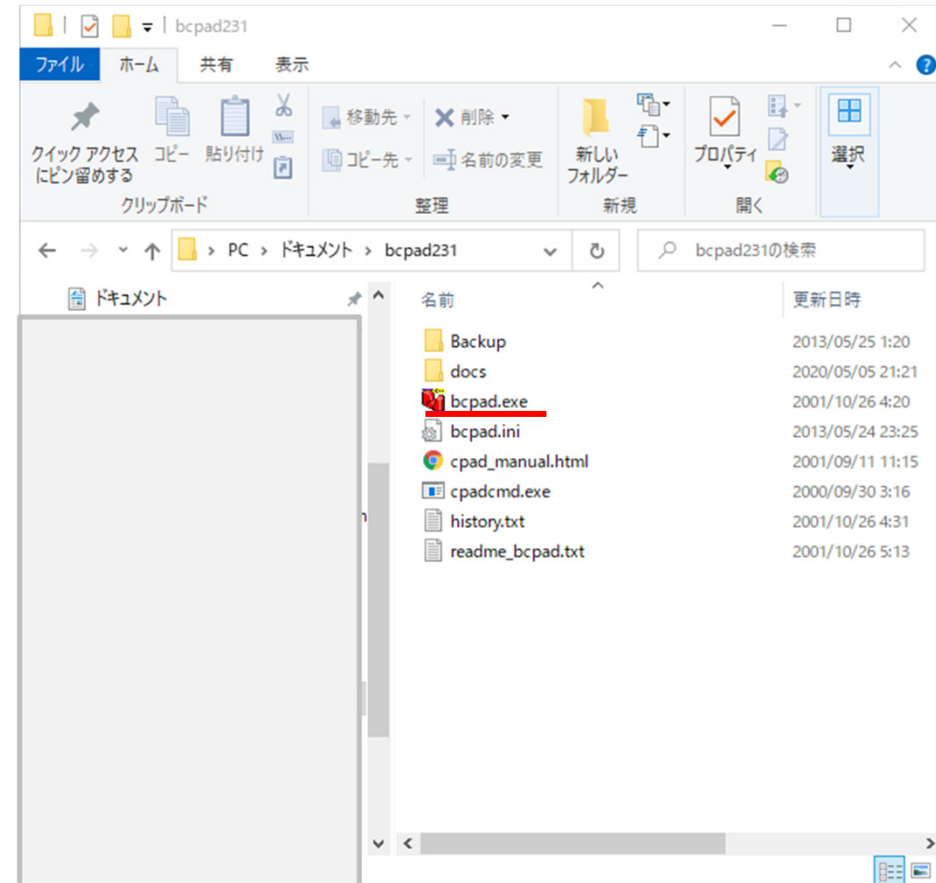 bcpad231
ファイル ホーム 共有 表示
クイック アクセス
にピン留めする
コピー
貼り付け
移動先
コピー先
削除
名前の変更
新しい
フォルダー
プロパティ
選択
クリップボード 整理 新規 開く
PC › ドキュメント › bcpad231
bcpad231の検索
ドキュメント
名前 更新日時
Backup 2013/05/25 1:20
docs 2020/05/05 21:21
bcpad.exe 2001/10/26 4:20
bcpad.ini 2013/05/24 23:25
cpad_manual.html 2001/09/11 11:15
cpadcmd.exe 2000/09/30 3:16
history.txt 2001/10/26 4:31
readme_bcpad.txt 2001/10/26 5:13